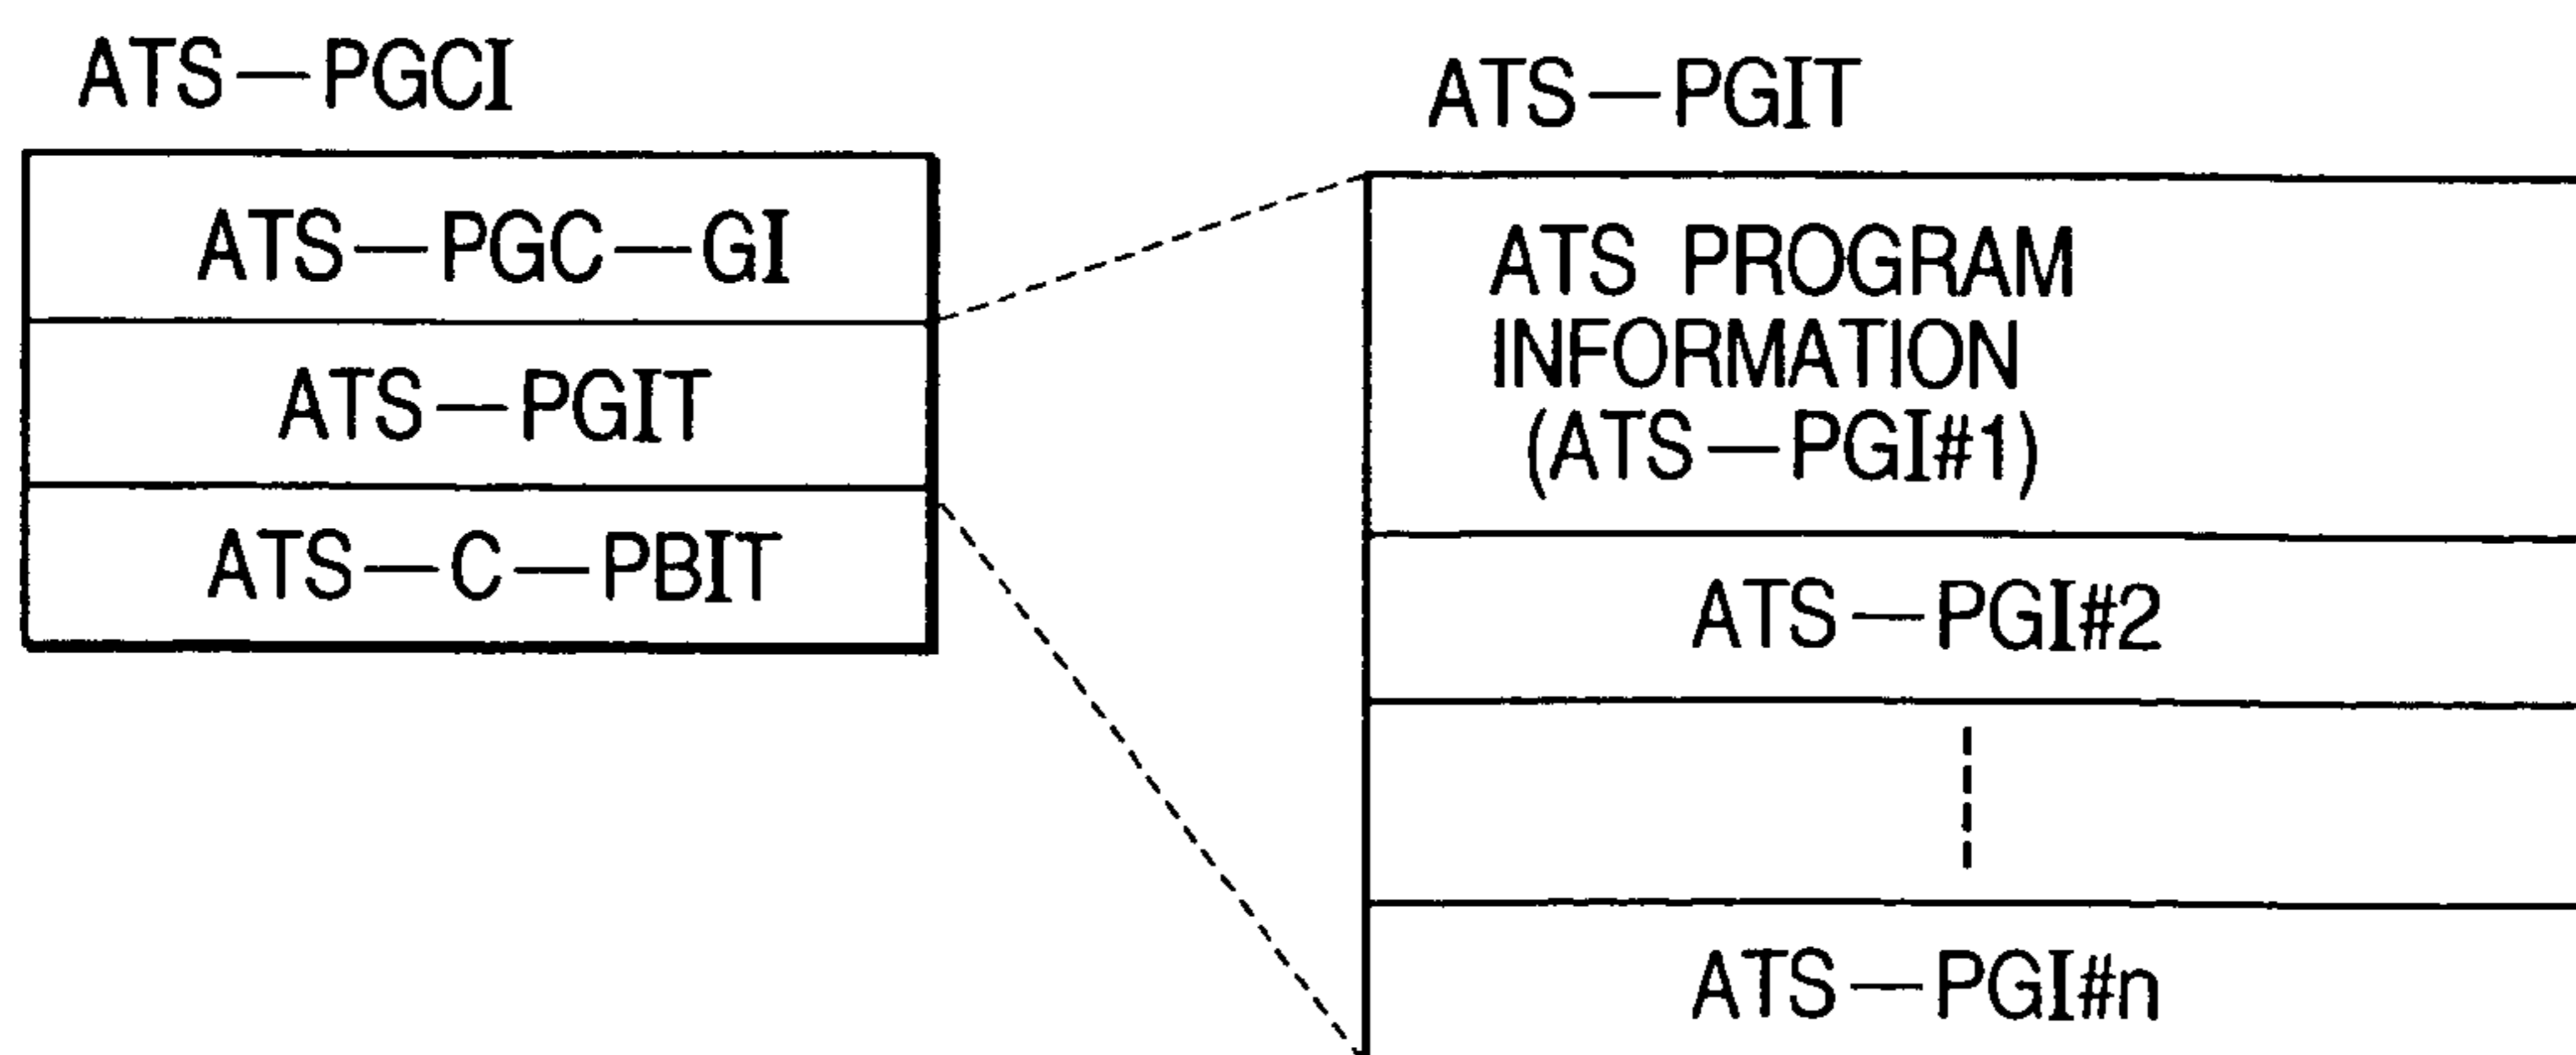 ATS—PGCI
ATS—PGC—GI
ATS—PGIT
ATS—C—PBIT
ATS—PGIT
ATS PROGRAM
INFORMATION
(ATS—PGI#1)
ATS—PGI#2
ATS—PGI#n